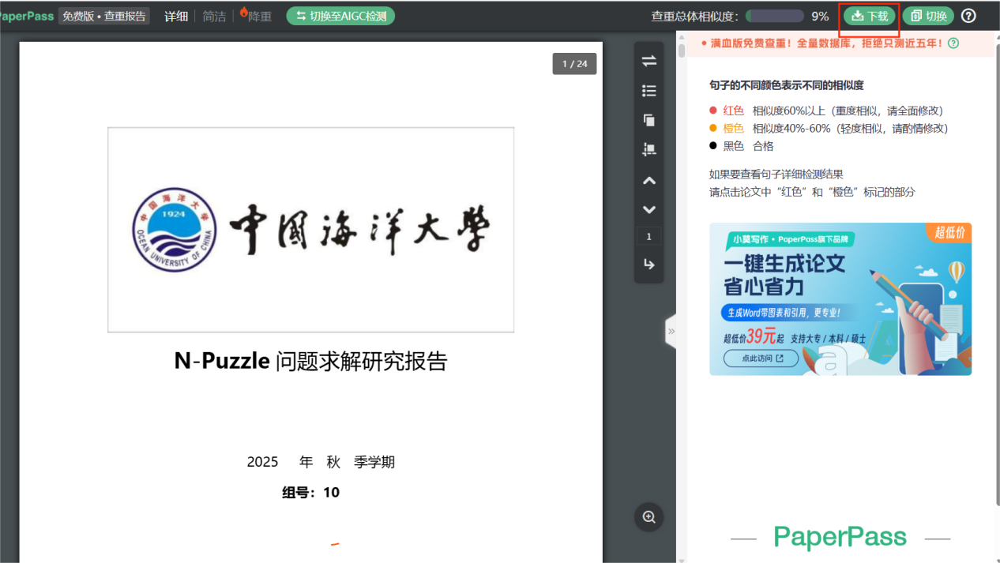 PaperPass 免费版 • 查重报告 详细 简洁 降重 切换至AIGC检测 查重总体相似度： 9% 下载 切换
1 / 24
1924
中国海洋大学
OCEAN UNIVERSITY OF CHINA
中国海洋大学
N-Puzzle 问题求解研究报告
2025 年 秋 季学期
组号：10
1
满血版免费查重！全量数据库，拒绝只测近五年！
句子的不同颜色表示不同的相似度
红色 相似度60%以上（重度相似，请全面修改）
橙色 相似度40%-60%（轻度相似，请酌情修改）
黑色 合格
如果要查看句子详细检测结果
请点击论文中“红色”和“橙色”标记的部分
小莫写作 • PaperPass旗下品牌
超低价
一键生成论文
省心省力
生成Word带图表和引用，更专业！
超低价39元起 支持大专 / 本科 / 硕士
点此访问
a
PaperPass